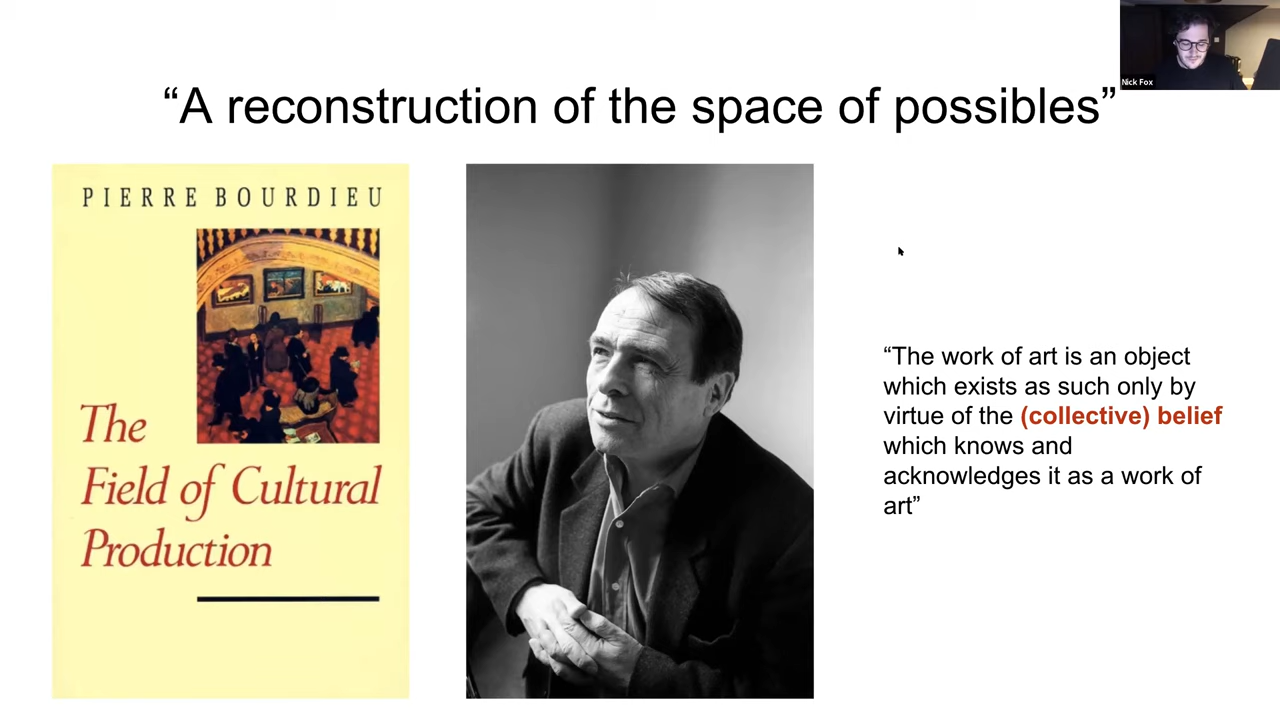 “A reconstruction of the space of possibles”
Nick Fox
PIERRE BOURDIEU
The
Field of Cultural
Production
“The work of art is an object
which exists as such only by
virtue of the (collective) belief
which knows and
acknowledges it as a work of
art”